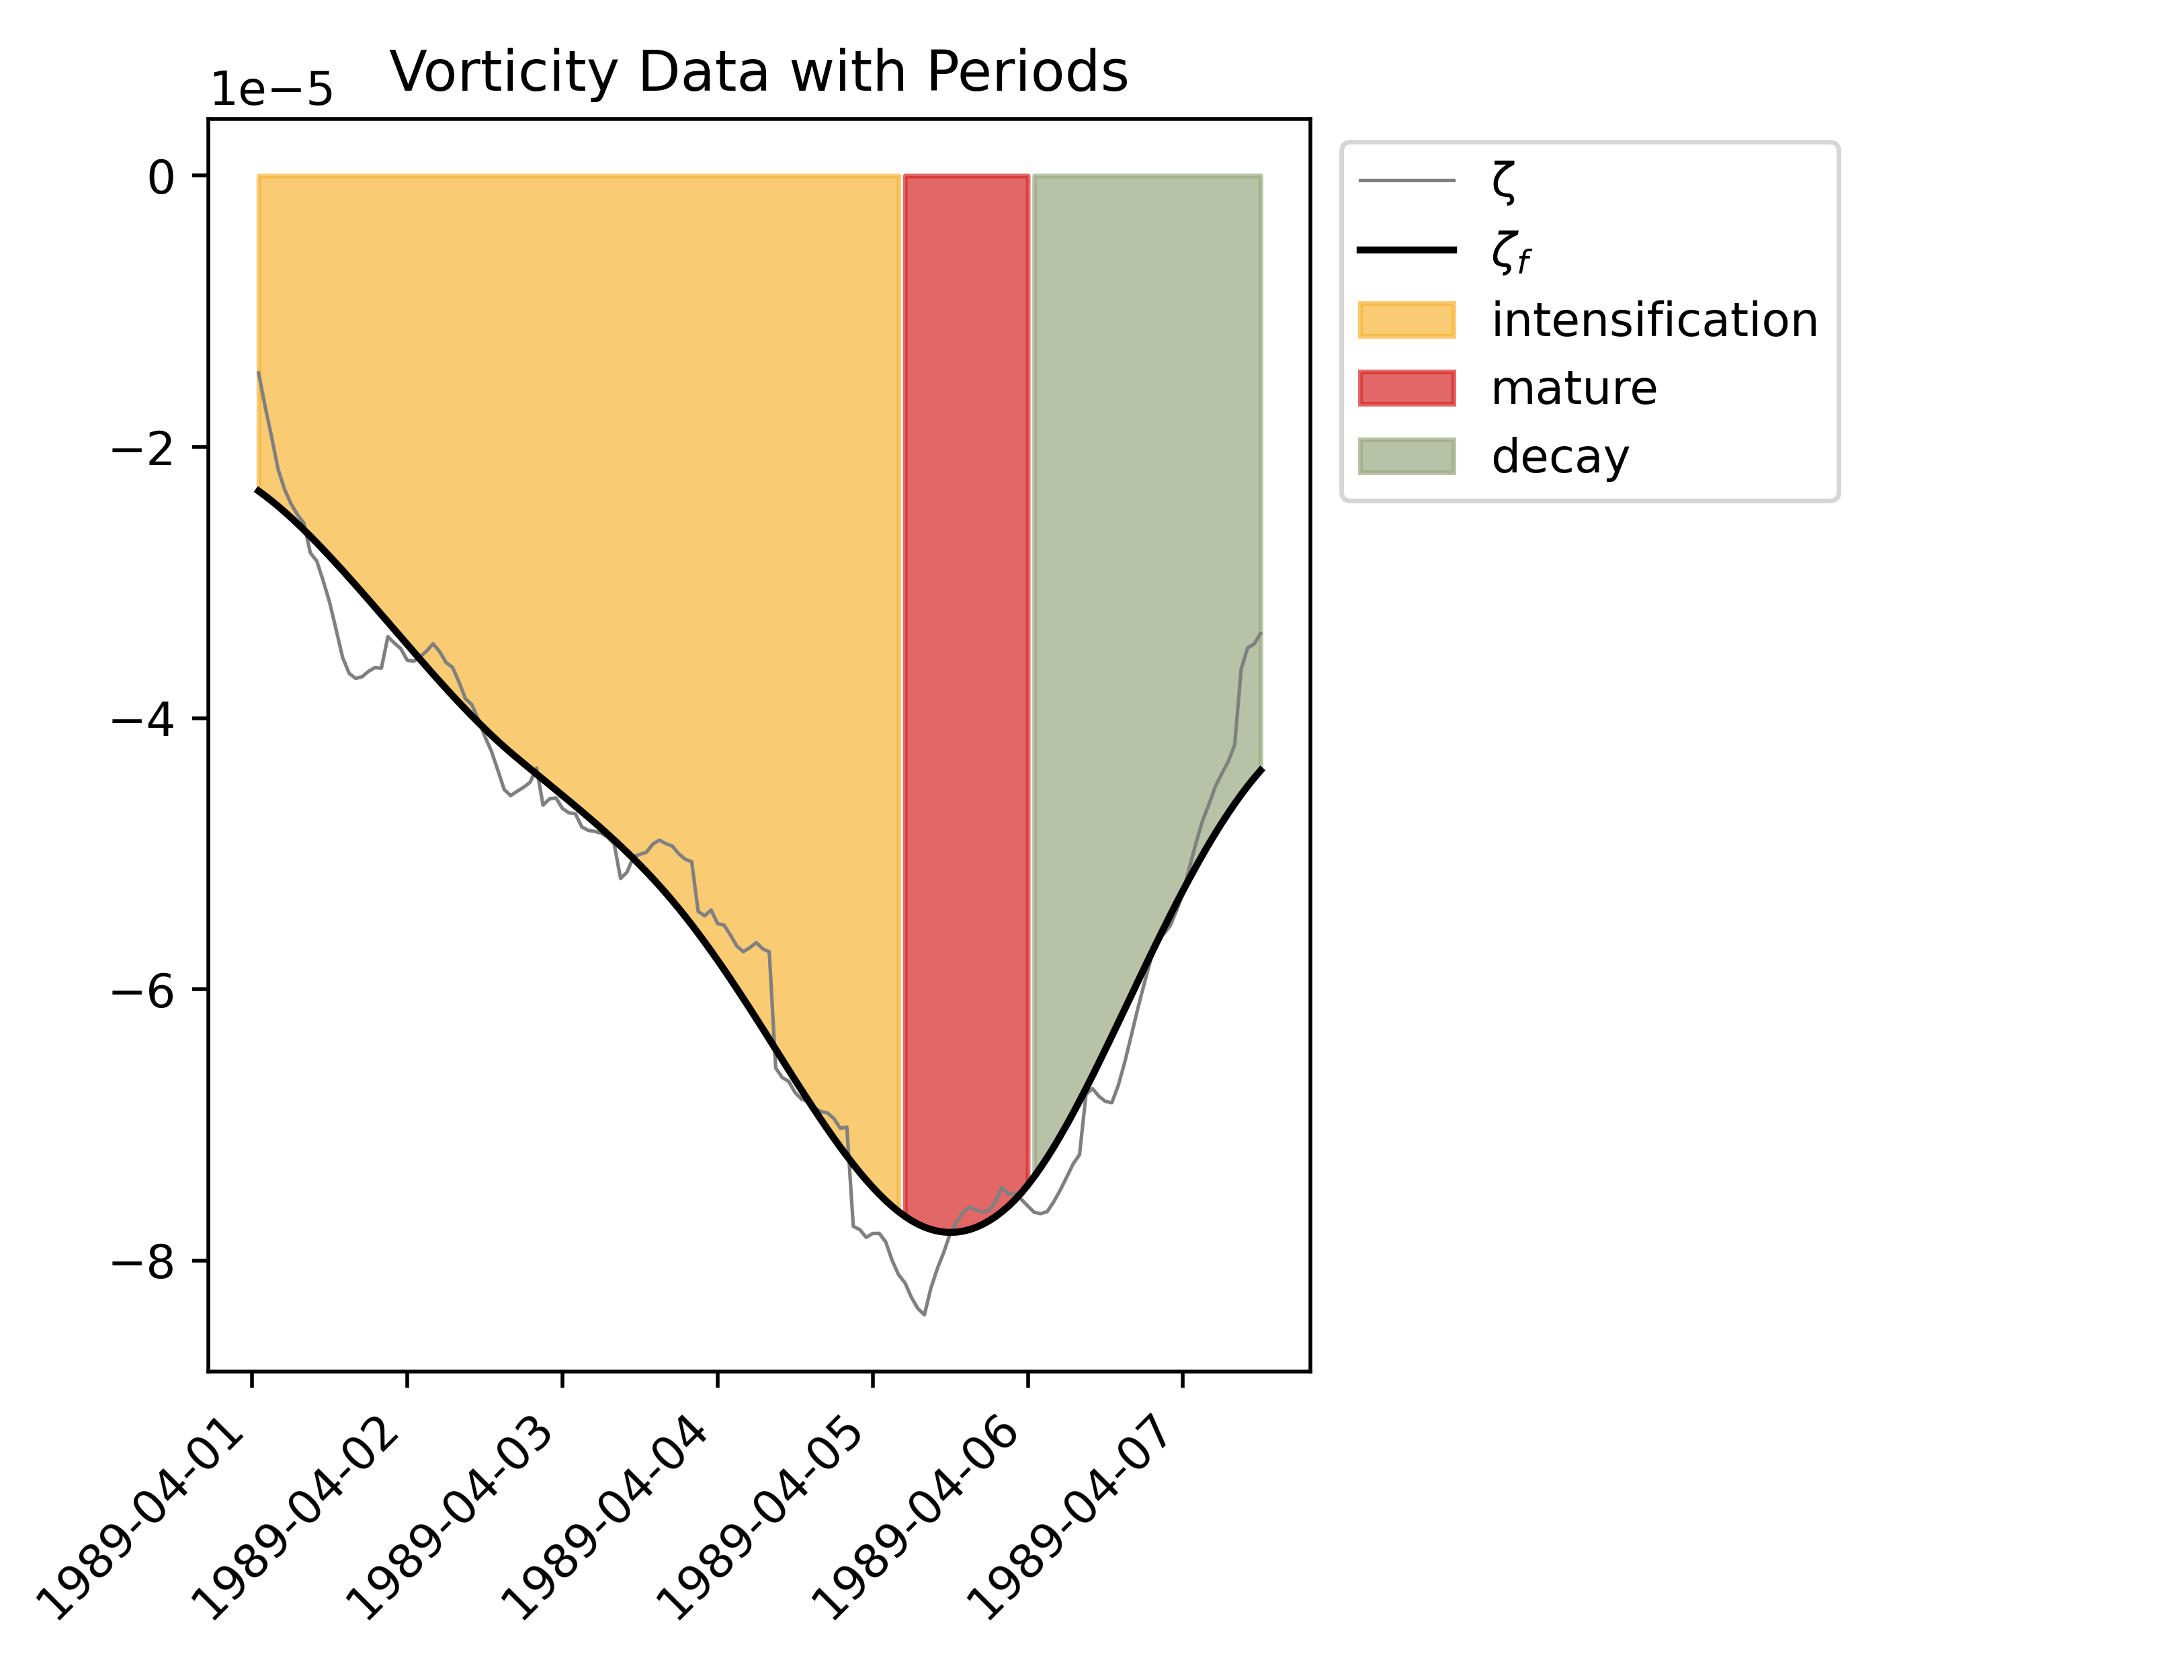 Vorticity Data with Periods
1e−5
0
−2
−4
−6
−8
1989-04-01
1989-04-02
1989-04-03
1989-04-04
1989-04-05
1989-04-06
1989-04-07
ζ
ζf
intensification
mature
decay